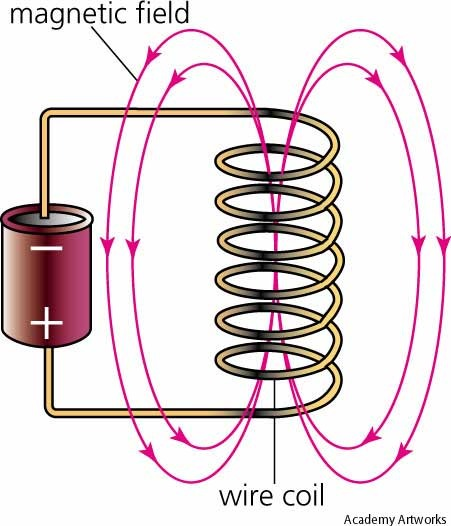 magnetic field
−
+
wire coil
Academy Artworks